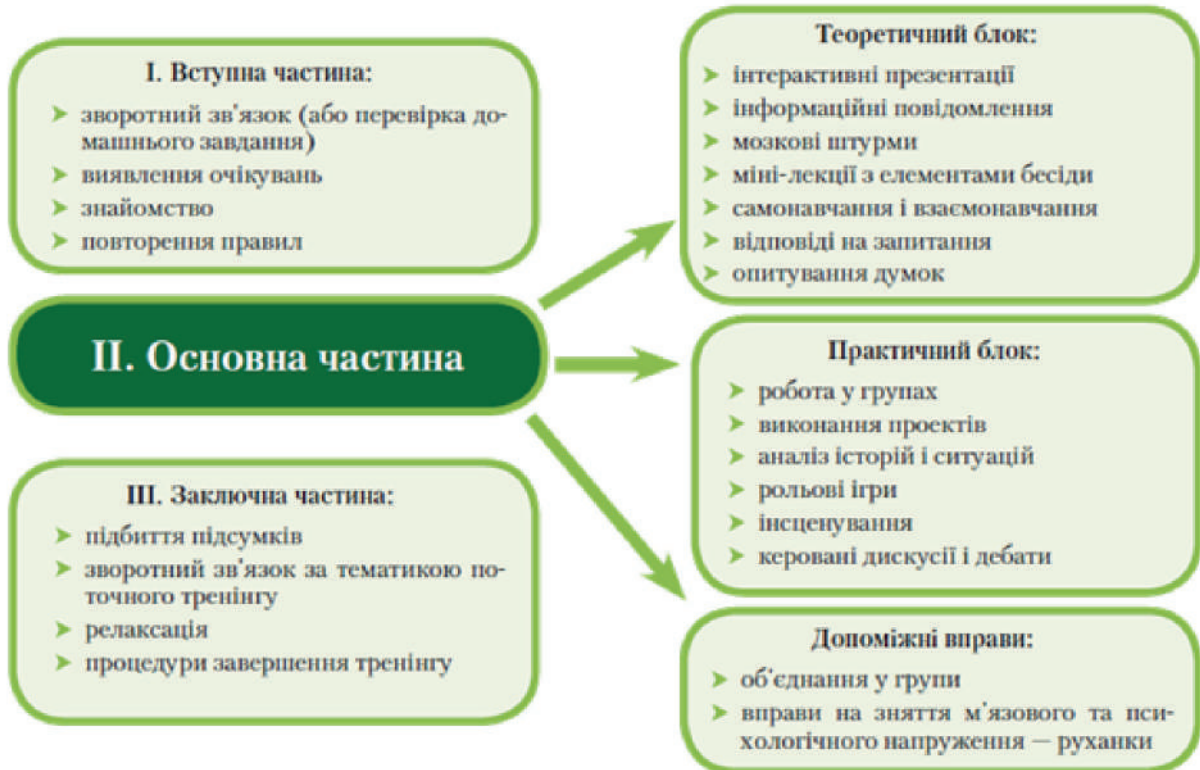 І. Вступна частина:
зворотний зв'язок (або перевірка до-
машнього завдання)
виявлення очікувань
знайомство
повторення правил
ІІ. Основна частина
ІІІ. Заключна частина:
підбиття підсумків
зворотний зв'язок за тематикою по-
точного тренінгу
релаксація
процедури завершення тренінгу
Теоретичний блок:
інтерактивні презентації
інформаційні повідомлення
мозкові штурми
міні-лекції з елементами бесіди
самонавчання і взаємонавчання
відповіді на запитання
опитування думок
Практичний блок:
робота у групах
виконання проектів
аналіз історій і ситуацій
рольові ігри
інсценування
керовані дискусії і дебати
Допоміжні вправи:
об'єднання у групи
вправи на зняття м'язового та пси-
хологічного напруження — руханки